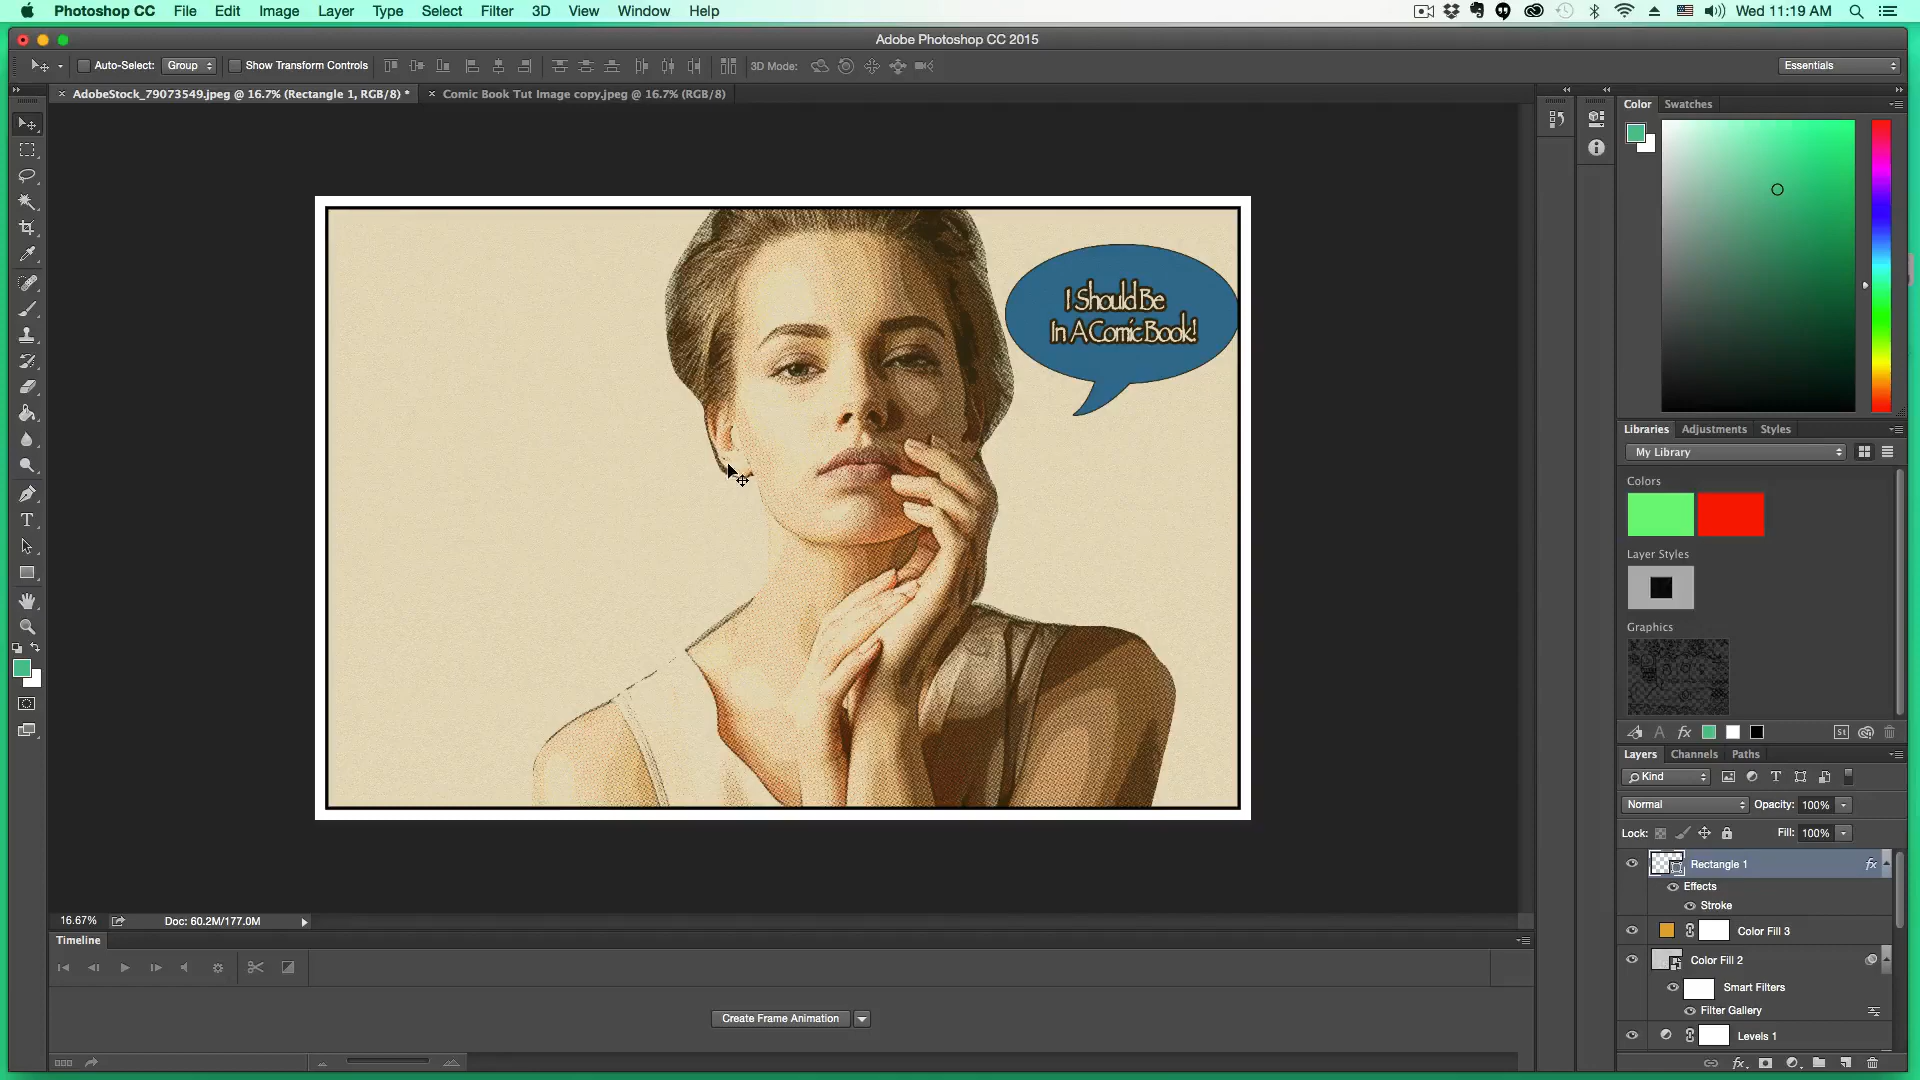 Photoshop CC File Edit Image Layer Type Select Filter 3D View Window Help Wed 11:19 AM
Adobe Photoshop CC 2015
Auto-Select: Group Show Transform Controls 3D Mode: Essentials
AdobeStock_79073549.jpeg @ 16.7% (Rectangle 1, RGB/8) * Comic Book Tut Image copy.jpeg @ 16.7% (RGB/8)
Color Swatches
I Should Be
In A Comic Book!
Libraries Adjustments Styles
My Library
Colors
Layer Styles
Graphics
Layers Channels Paths
Kind
Normal Opacity: 100%
Lock: Fill: 100%
Rectangle 1 fx
Effects
Stroke
Color Fill 3
Color Fill 2
Smart Filters
Filter Gallery
Levels 1
16.67% Doc: 60.2M/177.0M
Timeline
Create Frame Animation